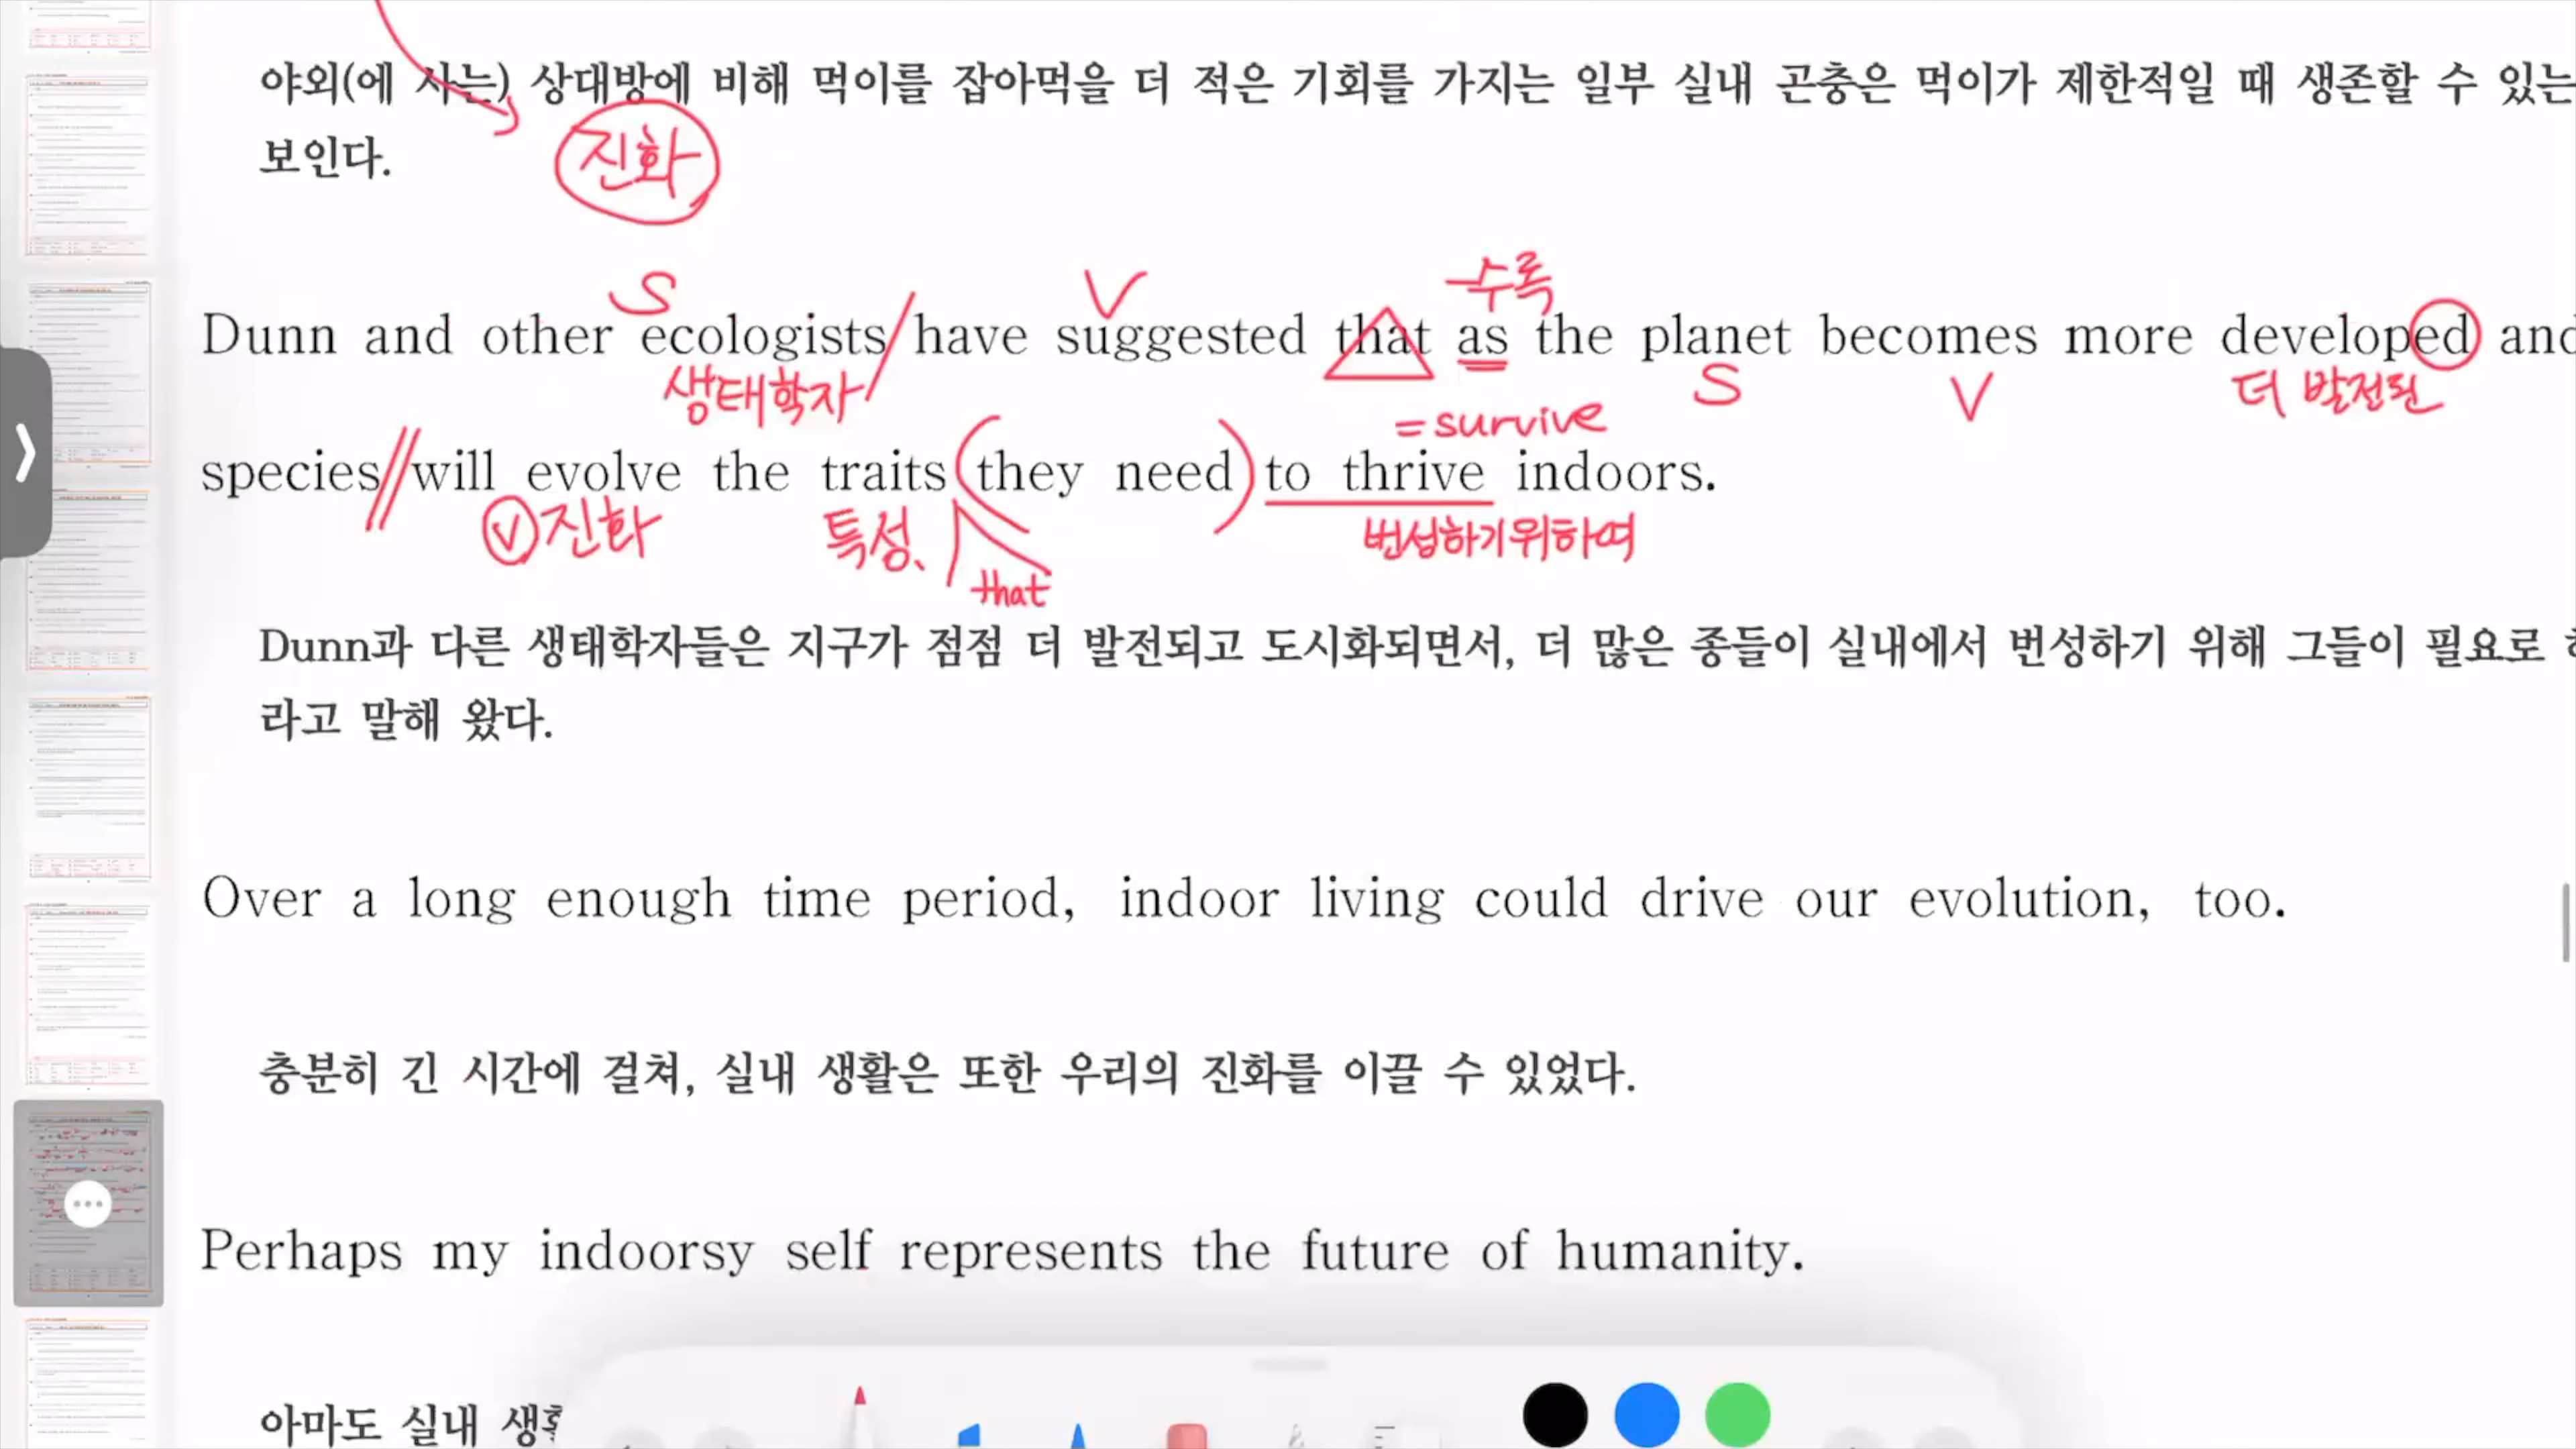 야외(에 사는) 상대방에 비해 먹이를 잡아먹을 더 적은 기회를 가지는 일부 실내 곤충은 먹이가 제한적일 때 생존할 수 있는
보인다.
진화
S V -수록
Dunn and other ecologists have suggested that as the planet becomes more developed and
생태학자 S V 더 발전된
= survive
species will evolve the traits they need to thrive indoors.
V 진화 특성 번성하기위하여
that
Dunn과 다른 생태학자들은 지구가 점점 더 발전되고 도시화되면서, 더 많은 종들이 실내에서 번성하기 위해 그들이 필요로
라고 말해 왔다.
Over a long enough time period, indoor living could drive our evolution, too.
충분히 긴 시간에 걸쳐, 실내 생활은 또한 우리의 진화를 이끌 수 있었다.
Perhaps my indoorsy self represents the future of humanity.
아마도 실내